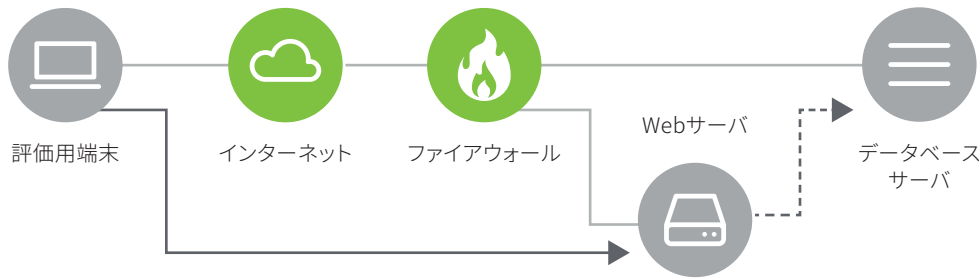 評価用端末
インターネット
ファイアウォール
Webサーバ
データベース
サーバ